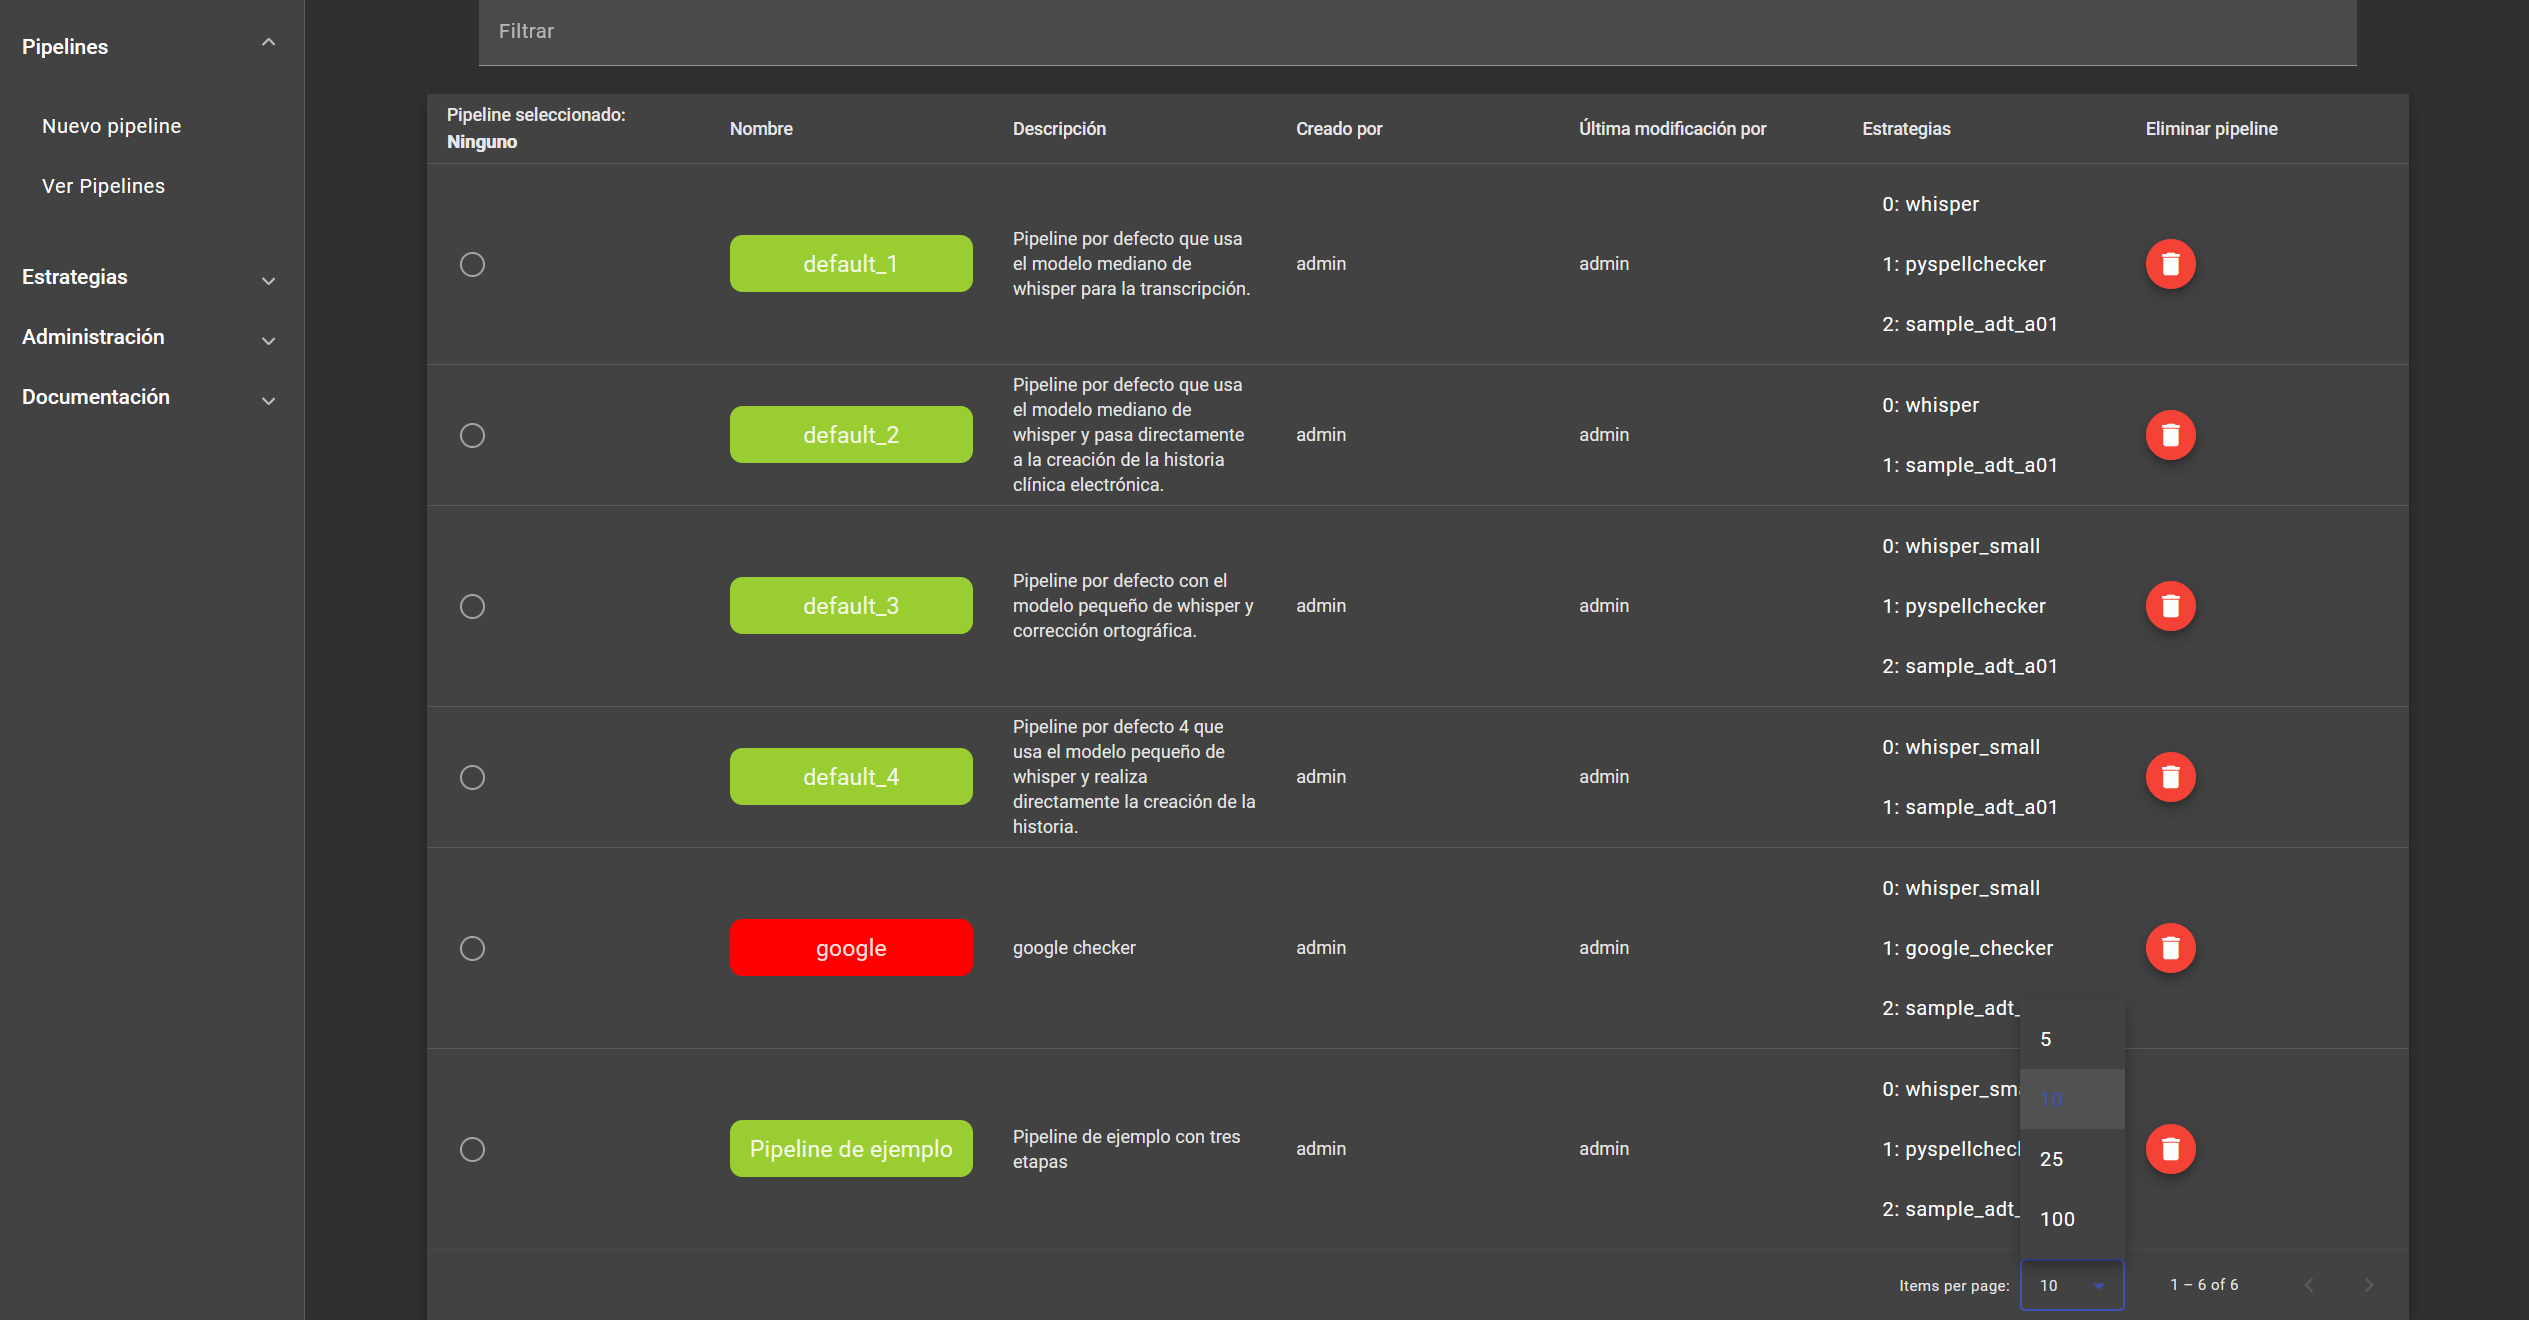 Filtrar
Pipelines
Nuevo pipeline
Ver Pipelines
Estrategias
Administración
Documentación
Pipeline seleccionado:
Ninguno
Nombre
Descripción
Creado por
Última modificación por
Estrategias
Eliminar pipeline
default_1
Pipeline por defecto que usa
el modelo mediano de
whisper para la transcripción.
admin
admin
0: whisper
1: pyspellchecker
2: sample_adt_a01
default_2
Pipeline por defecto que usa
el modelo mediano de
whisper y pasa directamente
a la creación de la historia
clínica electrónica.
admin
admin
0: whisper
1: sample_adt_a01
default_3
Pipeline por defecto con el
modelo pequeño de whisper y
corrección ortográfica.
admin
admin
0: whisper_small
1: pyspellchecker
2: sample_adt_a01
default_4
Pipeline por defecto 4 que
usa el modelo pequeño de
whisper y realiza
directamente la creación de la
historia.
admin
admin
0: whisper_small
1: sample_adt_a01
google
google checker
admin
admin
0: whisper_small
1: google_checker
2: sample_adt_
Pipeline de ejemplo
Pipeline de ejemplo con tres
etapas
admin
admin
0: whisper_sma
1: pyspellchecl
2: sample_adt_
5
10
25
100
Items per page:
10
1 – 6 of 6